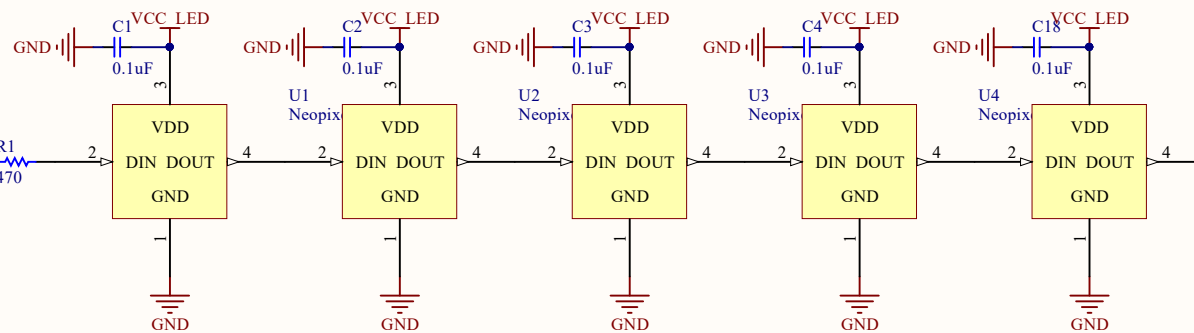 VCC_LED VCC_LED VCC_LED VCC_LED VCC_LED
C1 C2 C3 C4 C18
GND GND GND GND GND
0.1uF 0.1uF 0.1uF 0.1uF 0.1uF
3 3 3 3 3
U1 U2 U3 U4
Neopix Neopix Neopix Neopix
VDD VDD VDD VDD VDD
R1
2 4 2 4 2 4 2 4 2 4
DIN DOUT DIN DOUT DIN DOUT DIN DOUT DIN DOUT
470
GND GND GND GND GND
1 1 1 1 1
GND GND GND GND GND